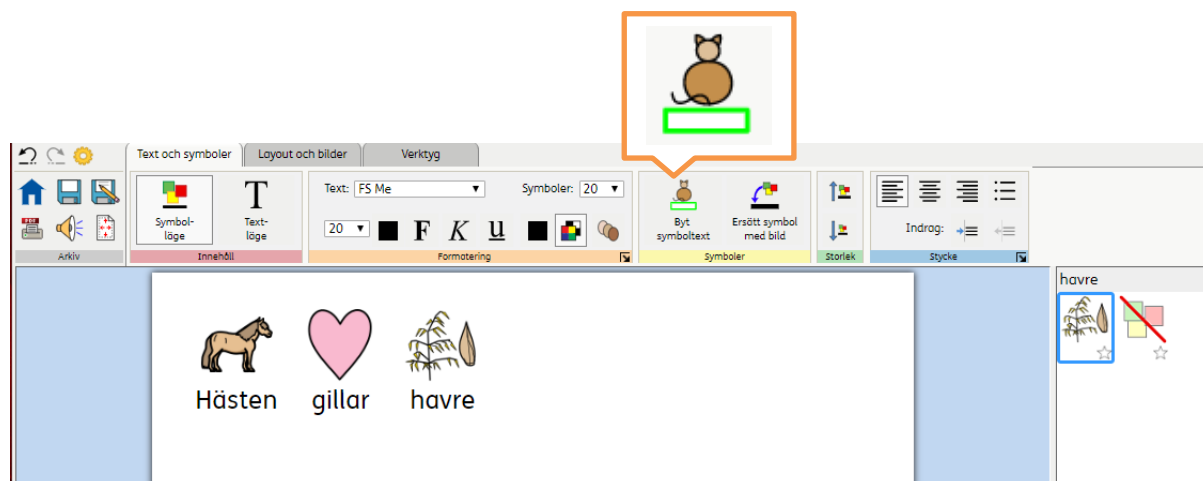 Text och symboler Layout och bilder Verktyg
Text: FS Me Symboler: 20
Symbol-
läge
T
Text-
läge
20 F K u
Byt
symboltext
Ersätt symbol
med bild
Indrag:
PDF
Arkiv Innehåll Formatering Symboler Storlek Stycke
havre
Hästen gillar havre